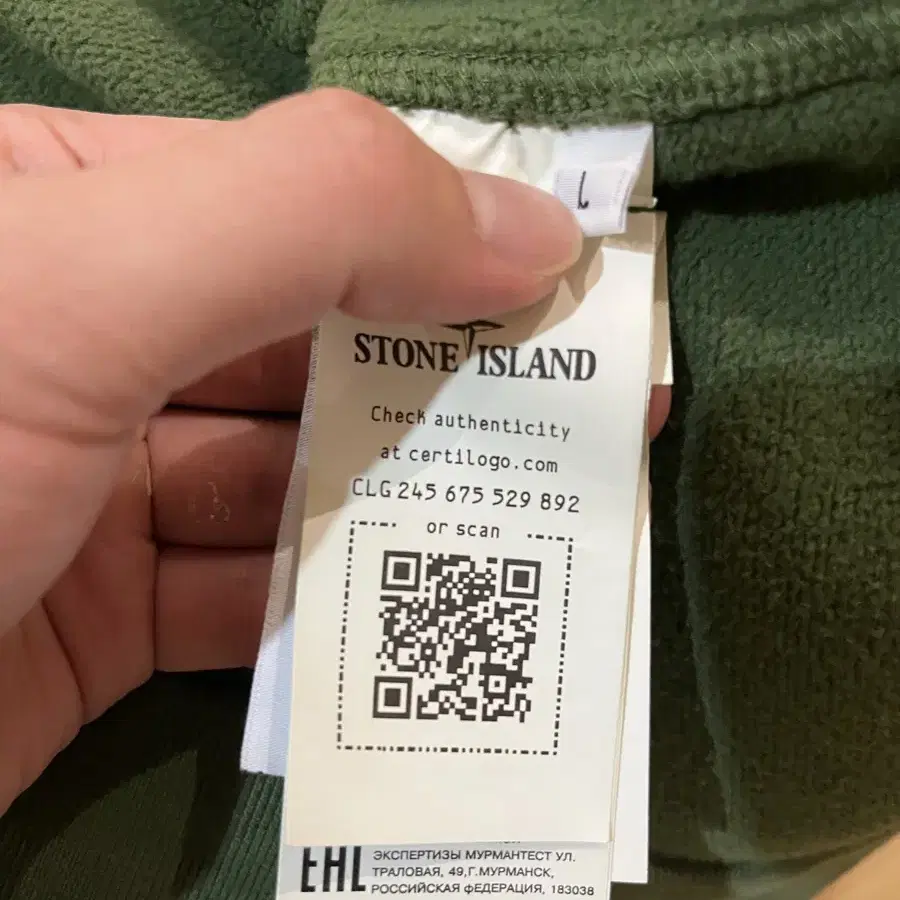 L
STONE ISLAND
Check authenticity
at certilogo.com
CLG 245 675 529 892
or scan
EHL
ЭКСПЕРТИЗЫ МУРМАНТЕСТ УЛ.
ТРАЛОВАЯ, 49,Г.МУРМАНСК,
РОССИЙСКАЯ ФЕДЕРАЦИЯ, 183038